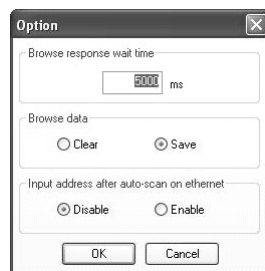 Option
Browse response wait time
5000 ms
Browse data
Clear Save
Input address after auto-scan on ethernet
Disable Enable
OK Cancel